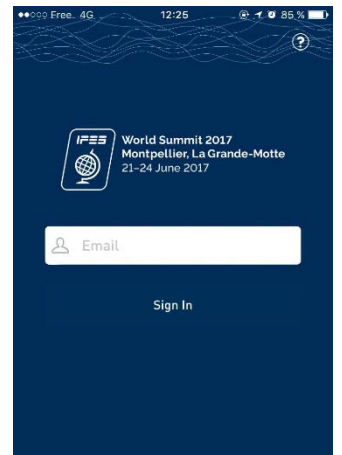 Free 4G 12:25 85 %
?
IFES
World Summit 2017
Montpellier, La Grande-Motte
21–24 June 2017
Email
Sign In